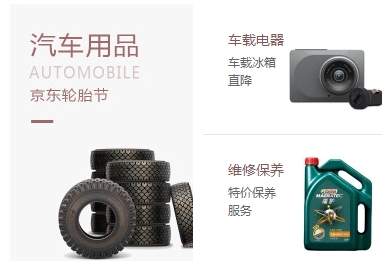 汽车用品
AUTOMOBILE
京东轮胎节
车载电器
车载冰箱
直降
维修保养
特价保养
服务
Castrol
MAGNATEC
磁护